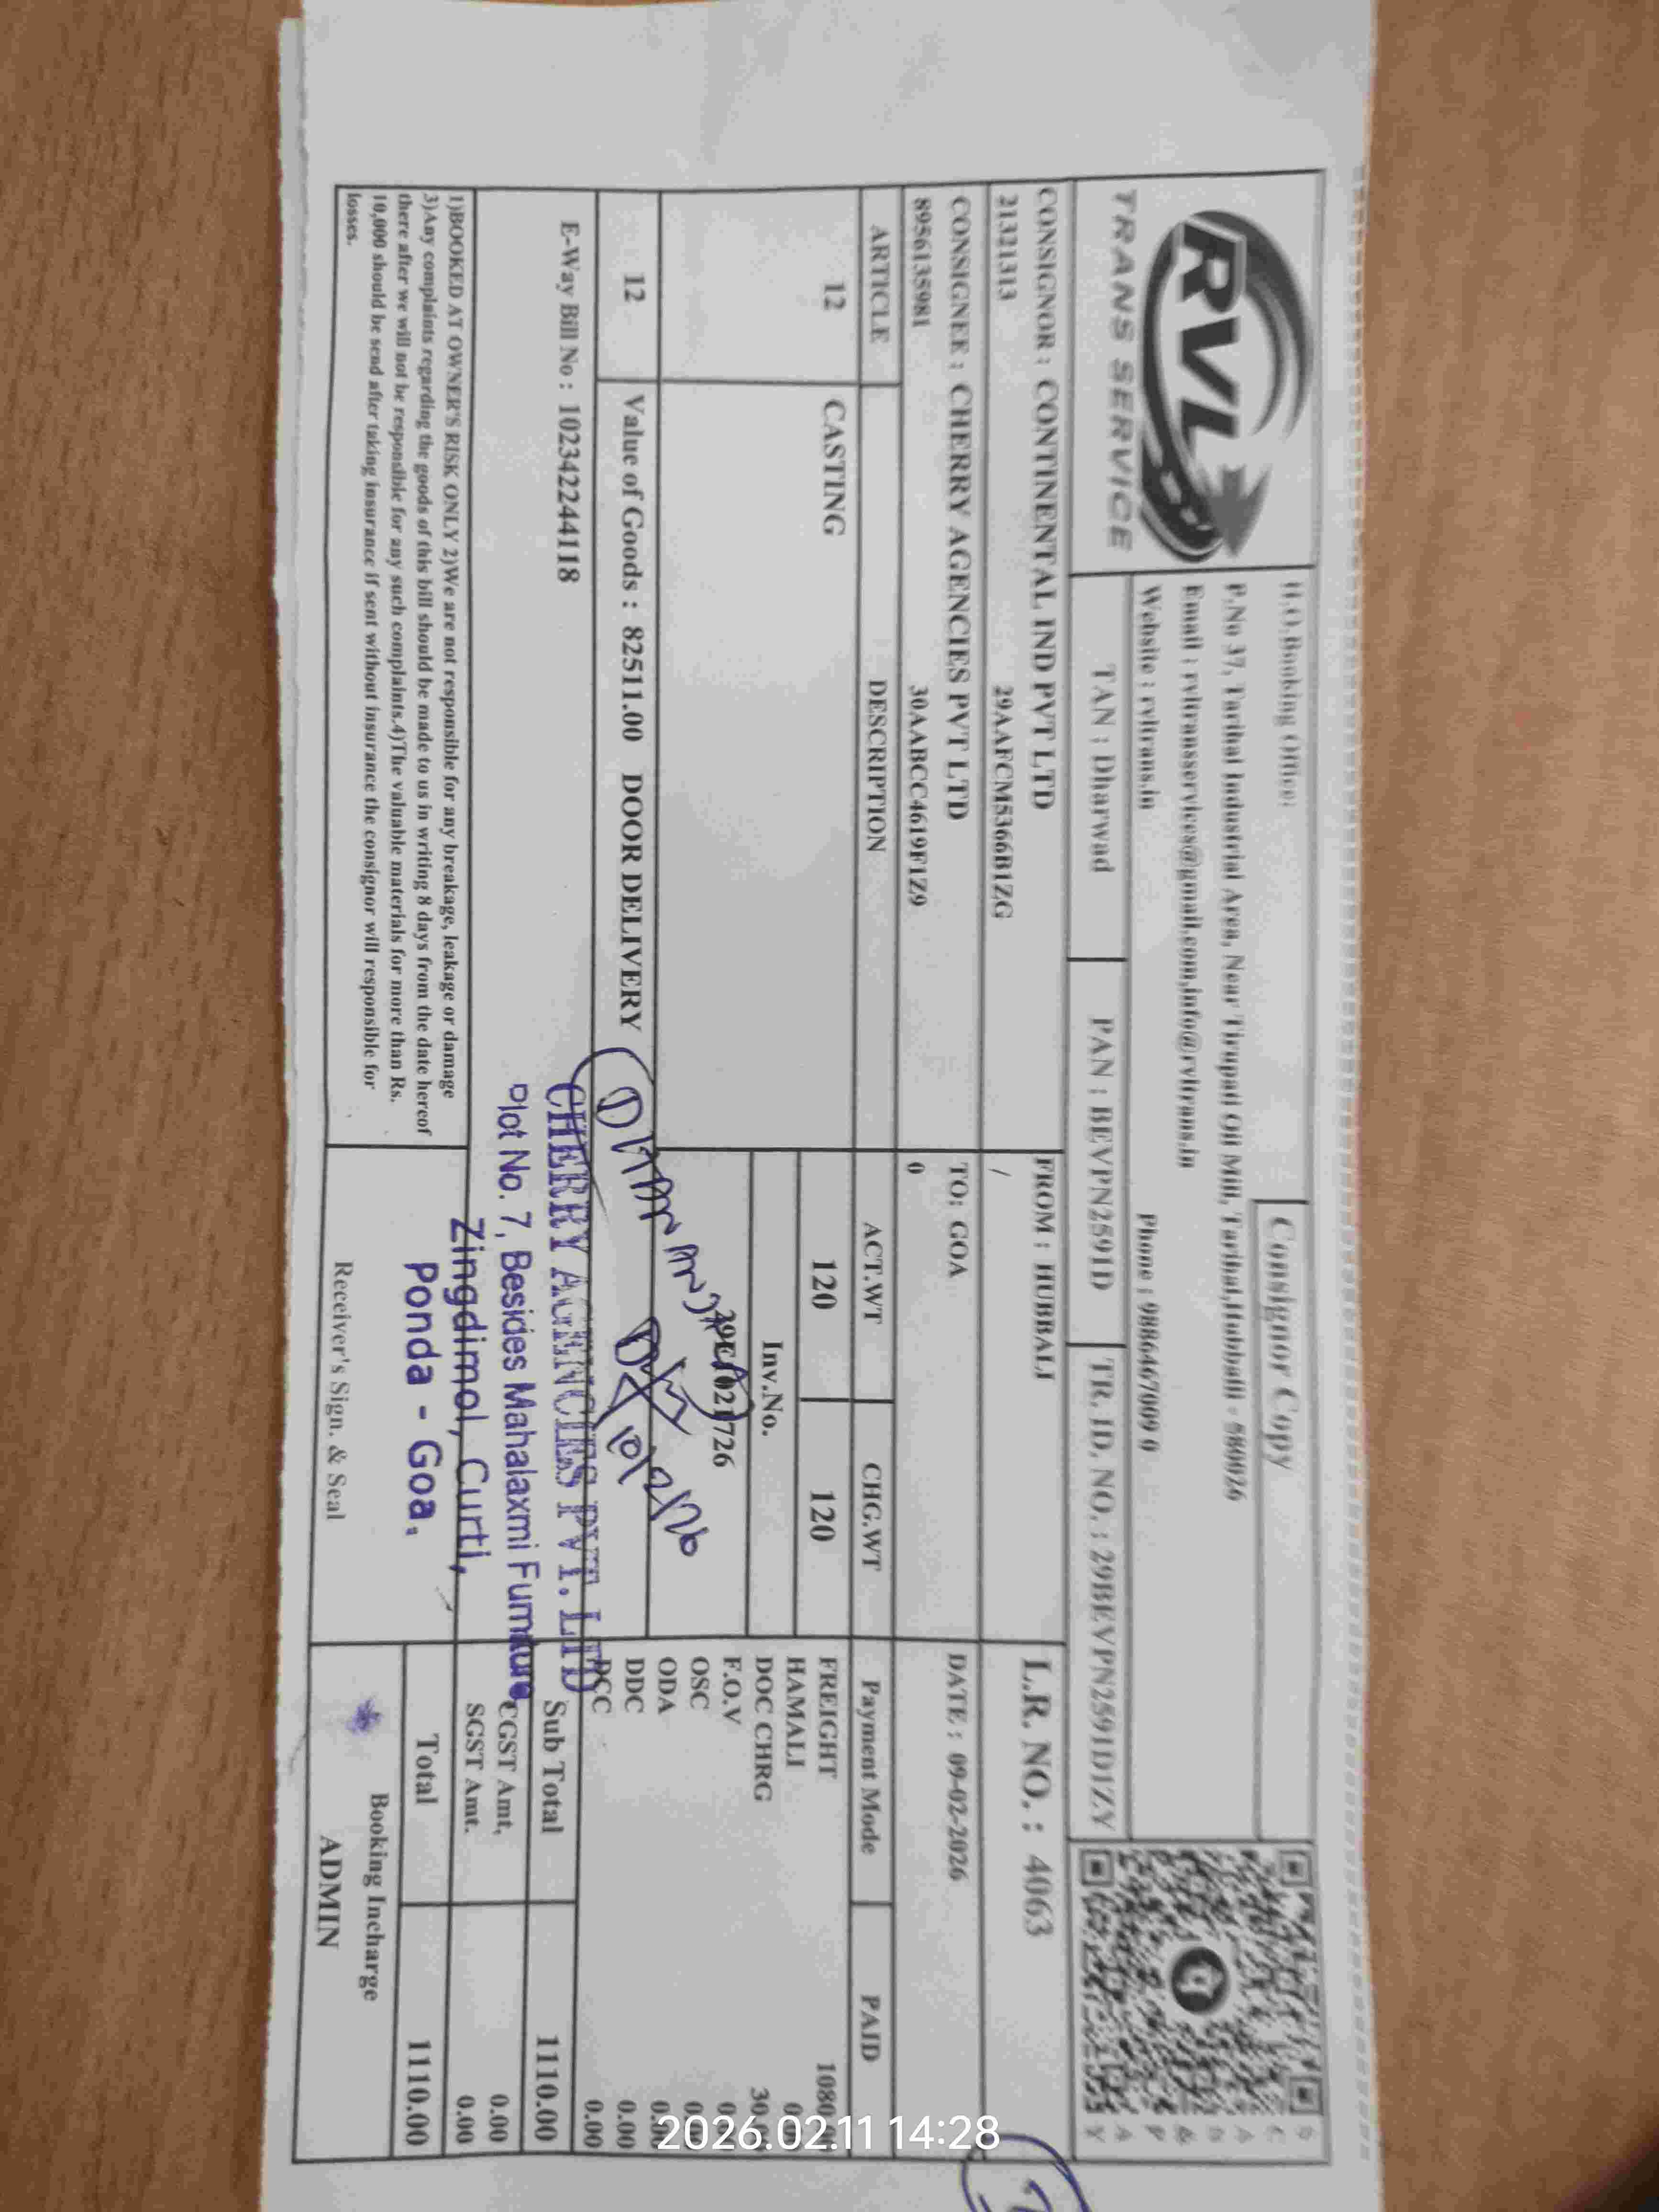 RVL
TRANS SERVICE
H.O.Booking Office:
Consignor Copy
P.No 37, Tarihal Industrial Area, Near Tirupati Oil Mill, Tarihal,Hubballi - 580026
Email : rvltransservices@gmail.com,info@rvltrans.in
Website : rvltrans.in
Phone : 9886467009 0
TAN : Dharwad
PAN : BEVPN2591D
TR. ID. NO. : 29BEVPN2591D1ZY
CONSIGNOR : CONTINENTAL IND PVT LTD
FROM : HUBBALI
L.R. NO. : 4063
21321313
29AAFCM5366B1ZG
/
CONSIGNEE : CHERRY AGENCIES PVT LTD
TO: GOA
DATE : 09-02-2026
8956135981
30AABCC4619F1Z9
0
ARTICLE
DESCRIPTION
ACT.WT
CHG.WT
Payment Mode
PAID
12
CASTING
120
120
FREIGHT
HAMALI
Inv.No.
DOC CHRG
F.O.V
OSC
ODA
12
Value of Goods : 82511.00 DOOR DELIVERY
DDC 0.00
DCC 0.00
10/2/26
E-Way Bill No : 102342244118
CHERRY AGENCIES PVT. LTD
Plot No. 7, Besides Mahalaxmi Furniture
Zingdimol, Curti,
Ponda - Goa.
Sub Total 1110.00
CGST Amt. 0.00
SGST Amt. 0.00
Total 1110.00
1)BOOKED AT OWNER'S RISK ONLY 2)We are not responsible for any breakage, leakage or damage
3)Any complaints regarding the goods of this bill should be made to us in writing 8 days from the date hereof
there after we will not be responsible for any such complaints.4)The valuable materials for more than Rs.
10,000 should be send after taking insurance if sent without insurance the consignor will responsible for
losses.
Receiver's Sign. & Seal
Booking Incharge
ADMIN
2026.02.11 14:28